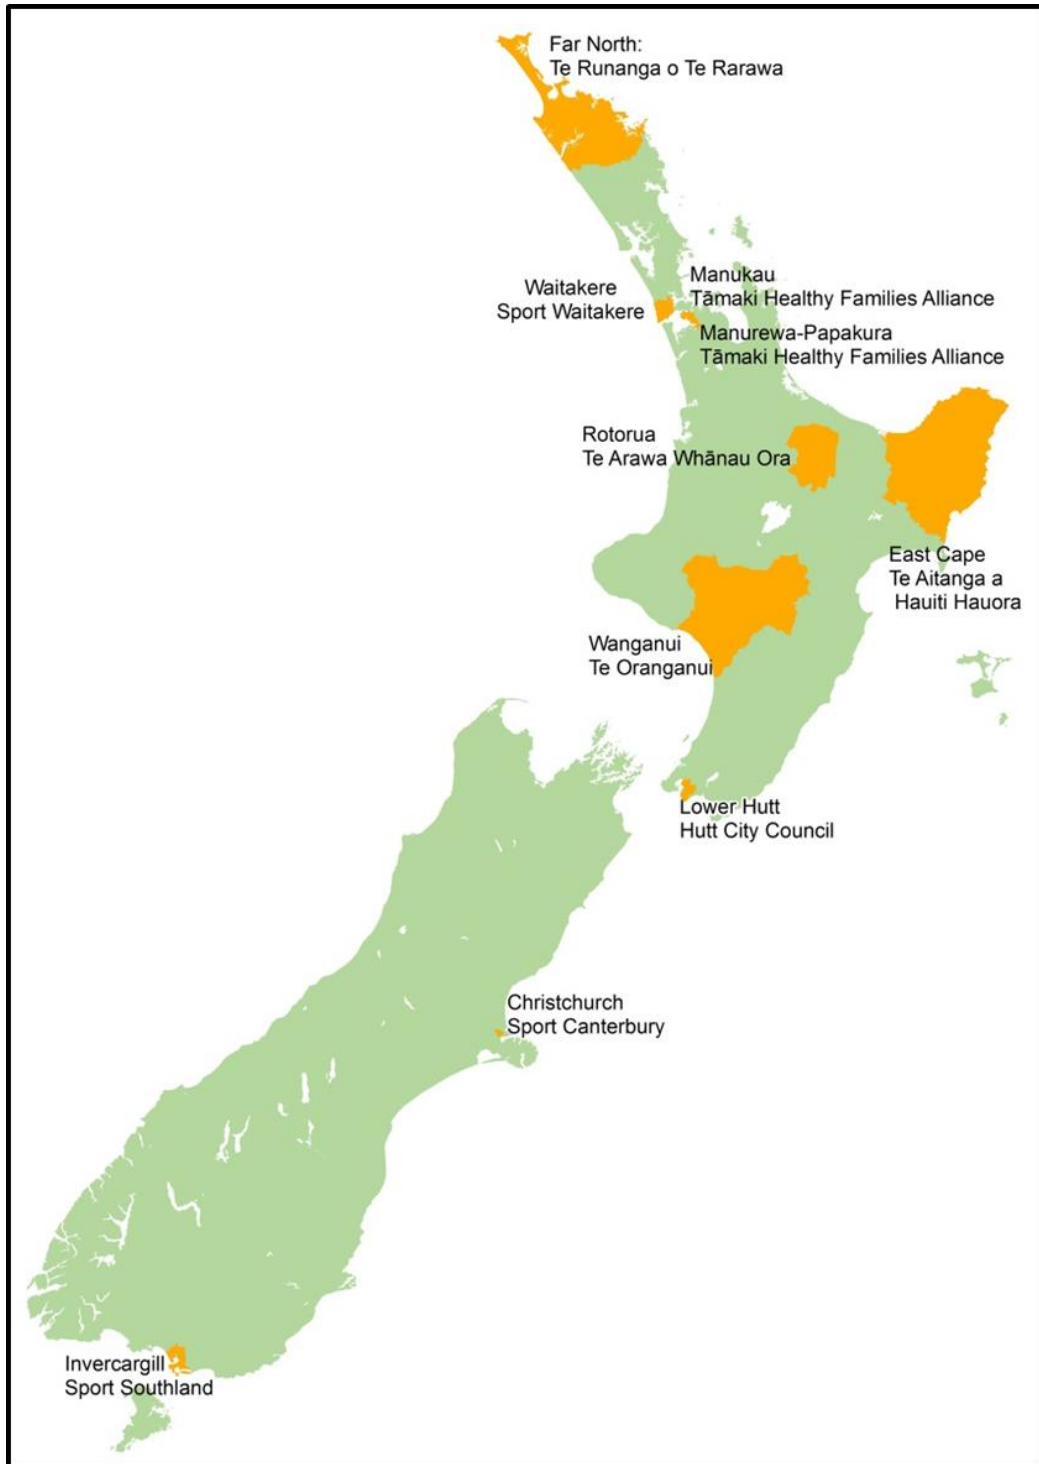 Far North:
Te Runanga o Te Rarawa
Manukau
Tāmaki Healthy Families Alliance
Waitakere
Sport Waitakere
Manurewa-Papakura
Tāmaki Healthy Families Alliance
Rotorua
Te Arawa Whānau Ora
East Cape
Te Aitanga a
Hauiti Hauora
Wanganui
Te Oranganui
Lower Hutt
Hutt City Council
Christchurch
Sport Canterbury
Invercargill
Sport Southland